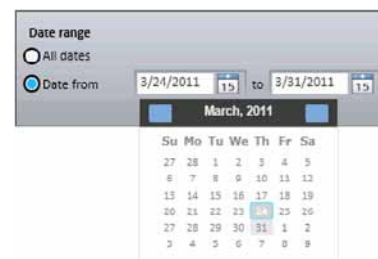 Date range
All dates
Date from 3/24/2011 15 to 3/31/2011 15
March, 2011
Su Mo Tu We Th Fr Sa
27 28 1 2 3 4 5
6 7 8 9 10 11 12
13 14 15 16 17 18 19
20 21 22 23 24 25 26
27 28 29 30 31 1 2
3 4 5 6 7 8 9